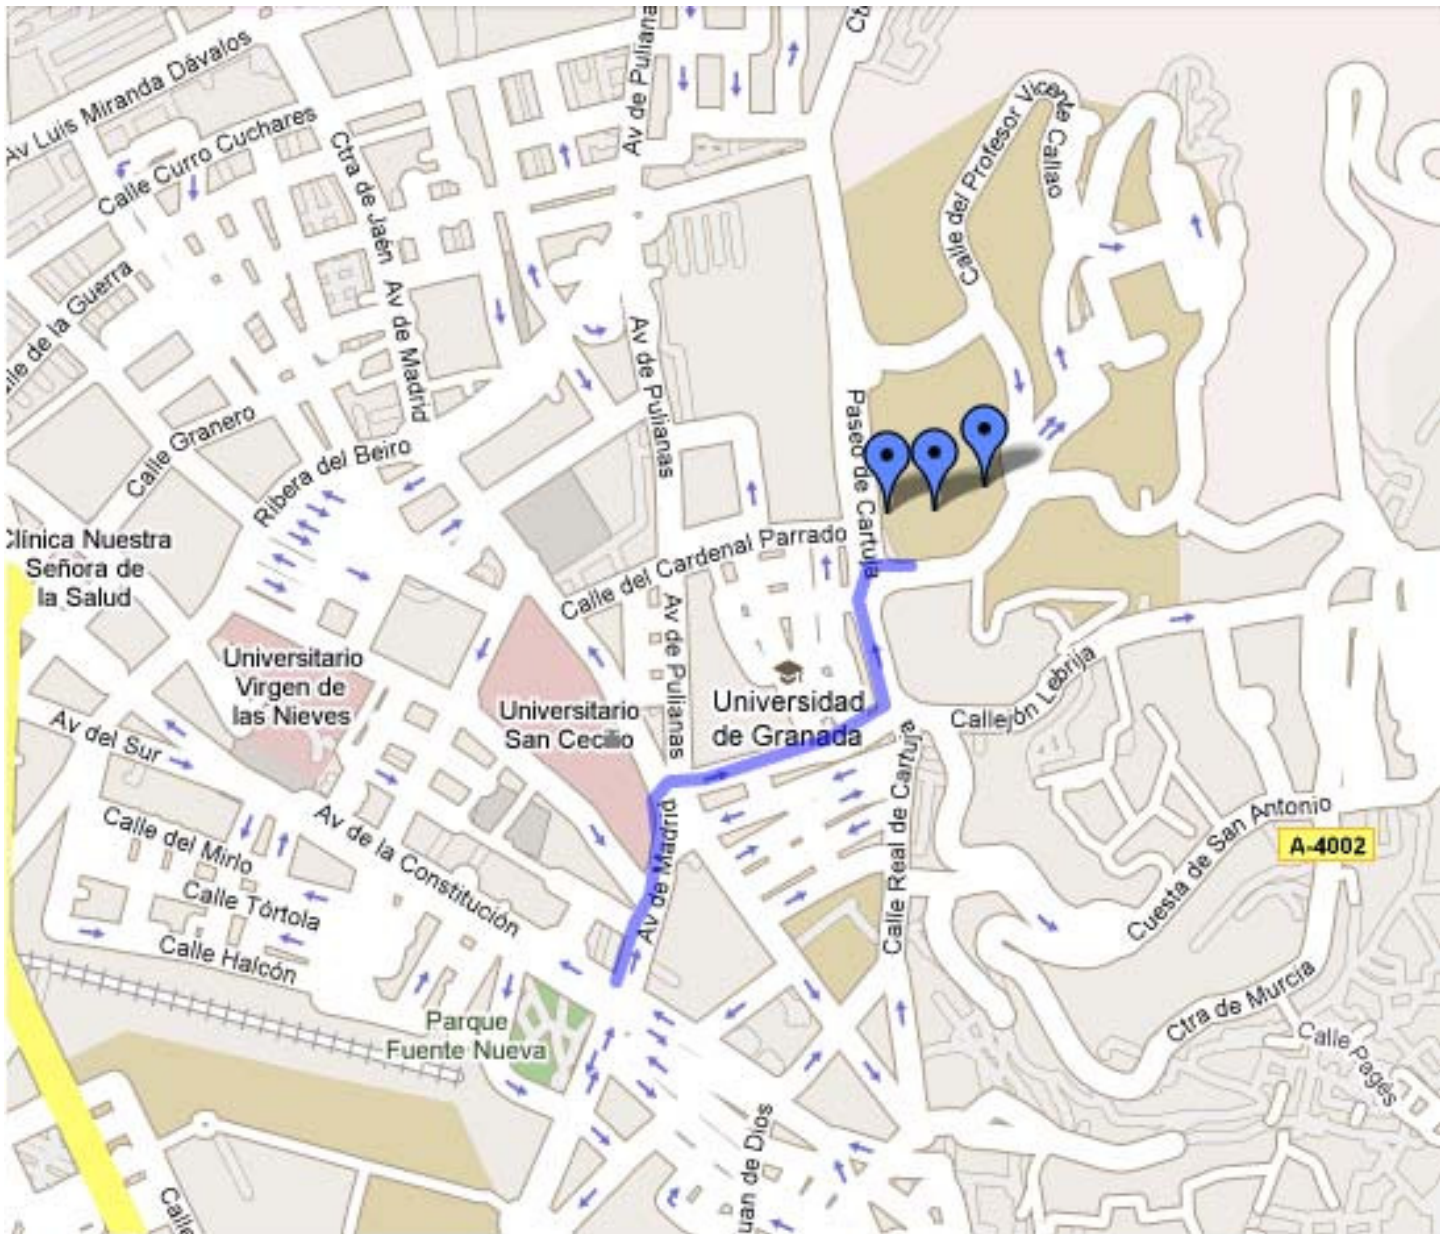 Av Luis Miranda Dávalos
Calle Curro Cuchares
Ctra de Jaén
Av de Madrid
Calle del Profesor Vicente Callao
de la Guerra
Av de Pulianas
Paseo de Cartuja
Calle Granero
Ribera del Beiro
Clínica Nuestra
Señora de
la Salud
Calle del Cardenal Parrado
Av de Pulianas
Universitario
Virgen de
las Nieves
Universitario
San Cecilio
Universidad
de Granada
Callejón Lebrija
Av del Sur
Calle del Mirlo
Av de la Constitución
Av de Madrid
Calle Real de Cartuja
Cuesta de San Antonio
A-4002
Calle Tórtola
Calle Halcón
Ctra de Murcia
Calle Pagés
Parque
Fuente Nueva
de Dios
Calle